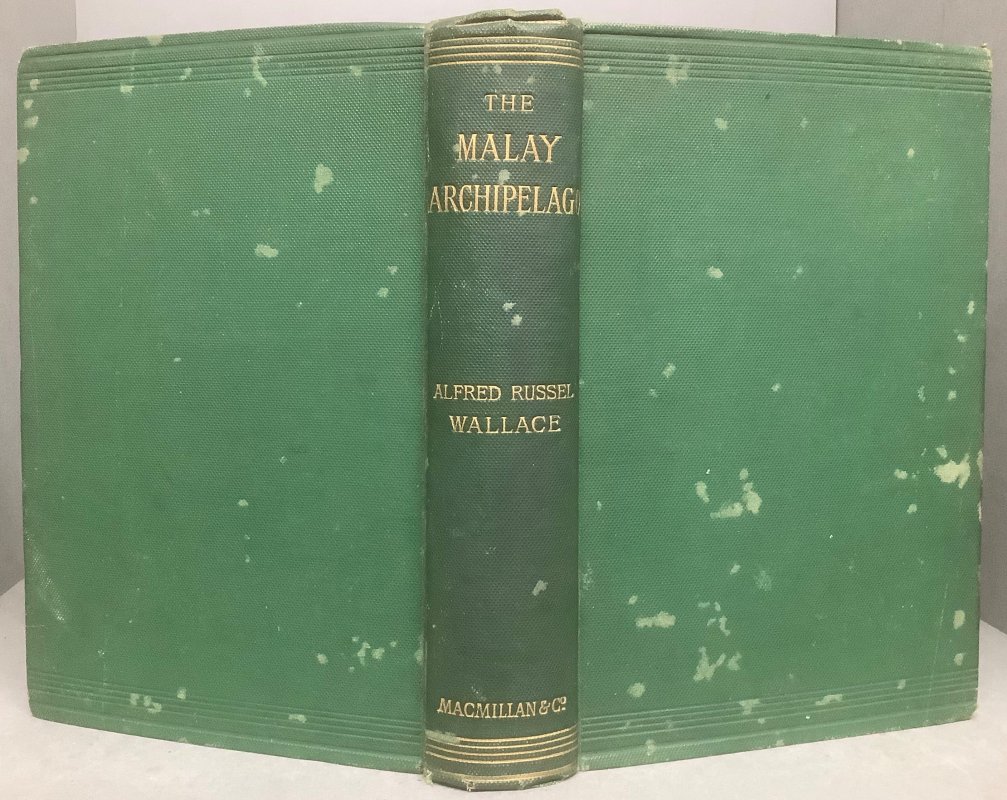 THE
MALAY
ARCHIPELAGO
ALFRED RUSSEL
WALLACE
MACMILLAN & Co